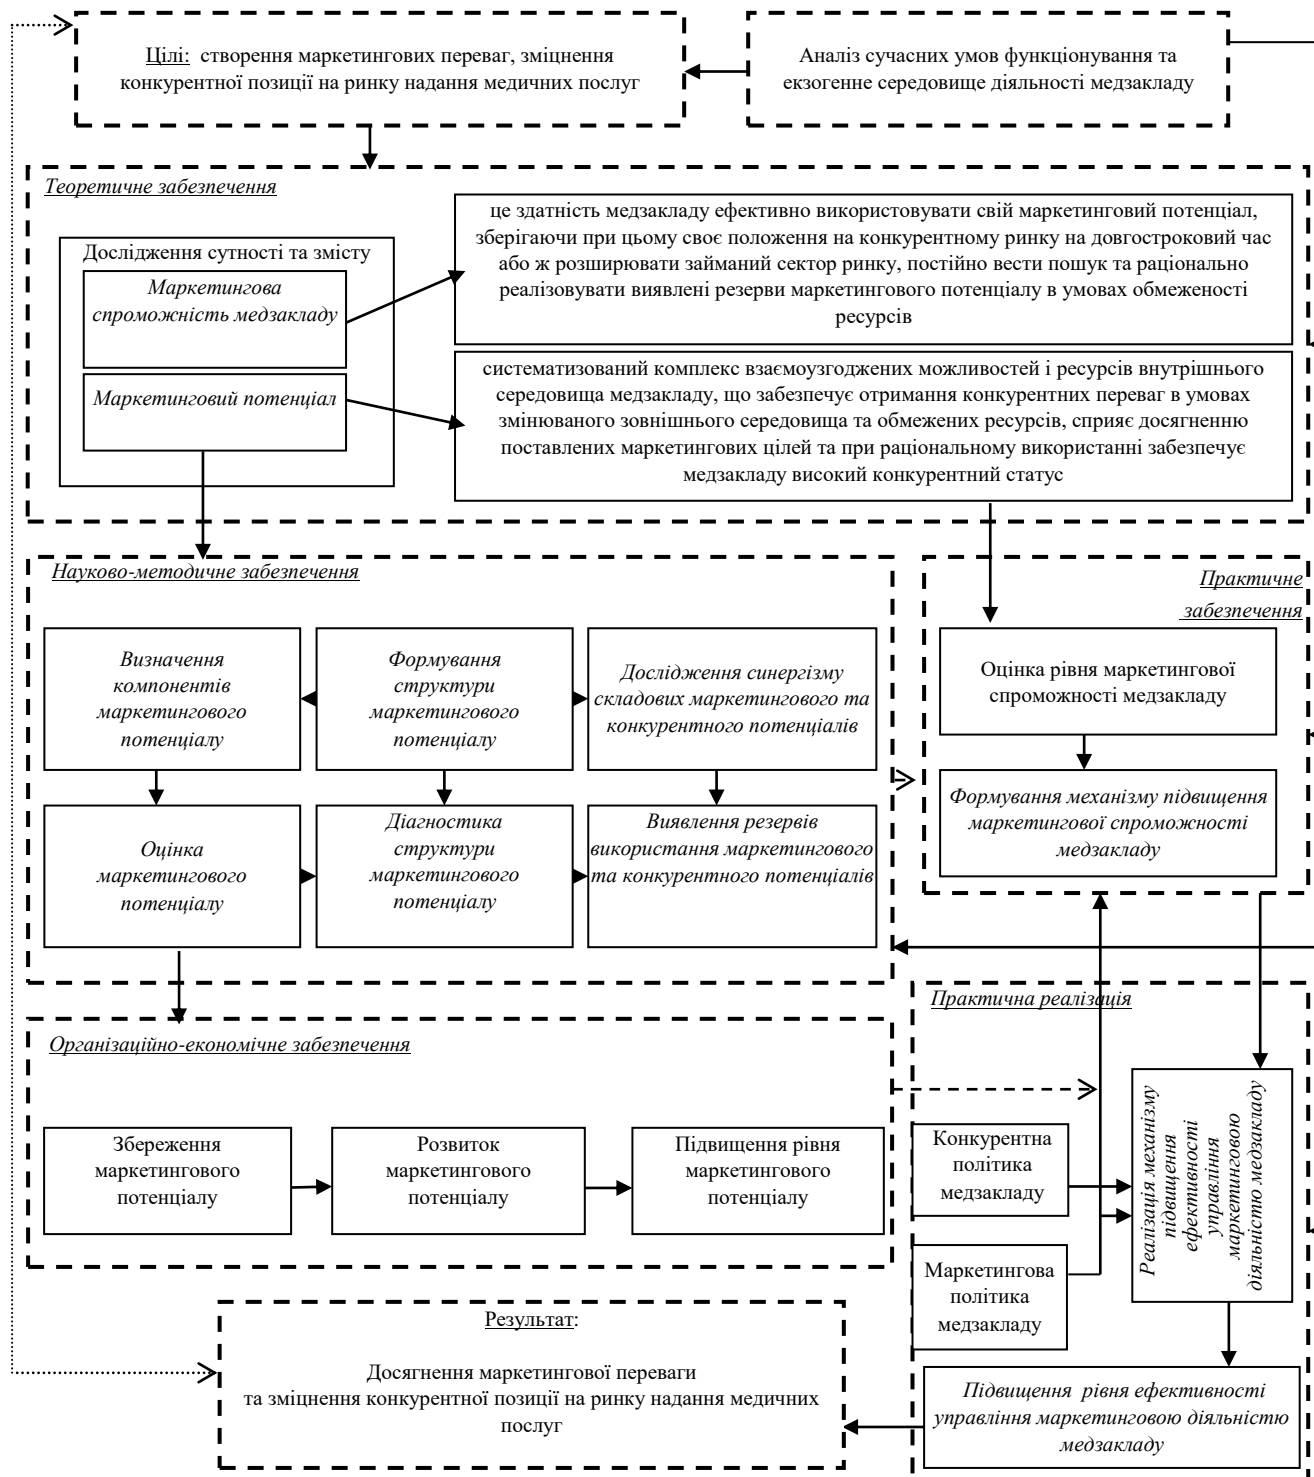 Цілі: створення маркетингових переваг, зміцнення
конкурентної позиції на ринку надання медичних послуг
Аналіз сучасних умов функціонування та
екзогенне середовище діяльності медзакладу
Теоретичне забезпечення
Дослідження сутності та змісту
Маркетингова
спроможність медзакладу
Маркетинговий потенціал
це здатність медзакладу ефективно використовувати свій маркетинговий потенціал,
зберігаючи при цьому своє положення на конкурентному ринку на довгостроковий час
або ж розширювати займаний сектор ринку, постійно вести пошук та раціонально
реалізовувати виявлені резерви маркетингового потенціалу в умовах обмеженості
ресурсів
систематизований комплекс взаємоузгоджених можливостей і ресурсів внутрішнього
середовища медзакладу, що забезпечує отримання конкурентних переваг в умовах
змінюваного зовнішнього середовища та обмежених ресурсів, сприяє досягненню
поставлених маркетингових цілей та при раціональному використанні забезпечує
медзакладу високий конкурентний статус
Науково-методичне забезпечення
Визначення
компонентів
маркетингового
потенціалу
Формування
структури
маркетингового
потенціалу
Дослідження синергізму
складових маркетингового та
конкурентного потенціалів
Оцінка
маркетингового
потенціалу
Діагностика
структури
маркетингового
потенціалу
Виявлення резервів
використання маркетингового
та конкурентного потенціалів
Практичне
забезпечення
Оцінка рівня маркетингової
спроможності медзакладу
Формування механізму підвищення
маркетингової спроможності
медзакладу
Організаційно-економічне забезпечення
Збереження
маркетингового
потенціалу
Розвиток
маркетингового
потенціалу
Підвищення рівня
маркетингового
потенціалу
Практична реалізація
Конкурентна
політика
медзакладу
Маркетингова
політика
медзакладу
Реалізація механізму
підвищення
ефективності
управління
маркетинговою
діяльністю медзакладу
Підвищення рівня ефективності
управління маркетинговою діяльністю
медзакладу
Результат:
Досягнення маркетингової переваги
та зміцнення конкурентної позиції на ринку надання медичних
послуг